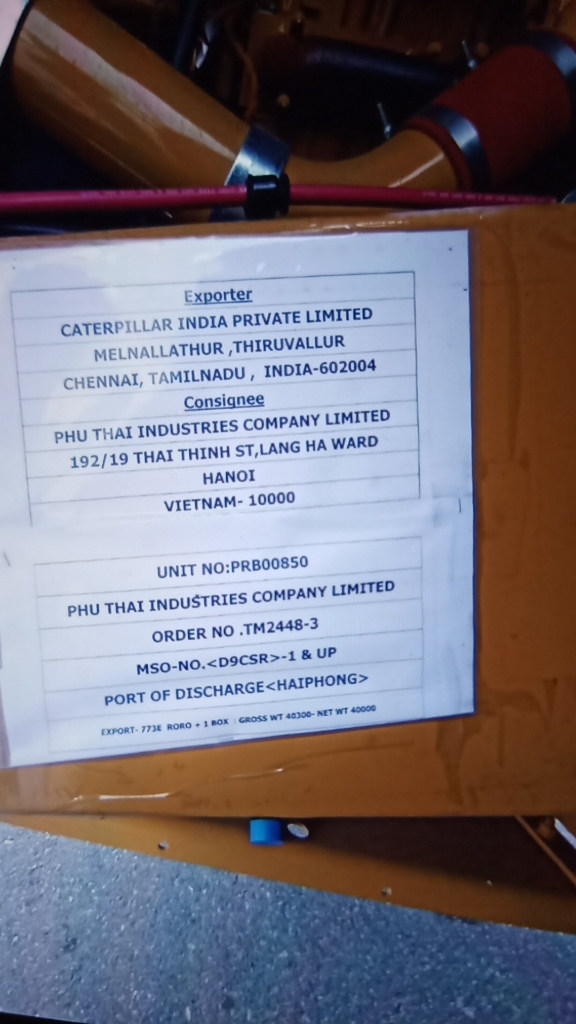 Exporter
CATERPILLAR INDIA PRIVATE LIMITED
MELNALLATHUR ,THIRUVALLUR
CHENNAI, TAMILNADU , INDIA-602004
Consignee
PHU THAI INDUSTRIES COMPANY LIMITED
192/19 THAI THINH ST,LANG HA WARD
HANOI
VIETNAM- 10000
UNIT NO:PRB00850
PHU THAI INDUSTRIES COMPANY LIMITED
ORDER NO .TM2448-3
MSO-NO.<D9CSR>-1 & UP
PORT OF DISCHARGE<HAIPHONG>
EXPORT- 773E RORO + 1 BOX GROSS WT 40300- NET WT 40000